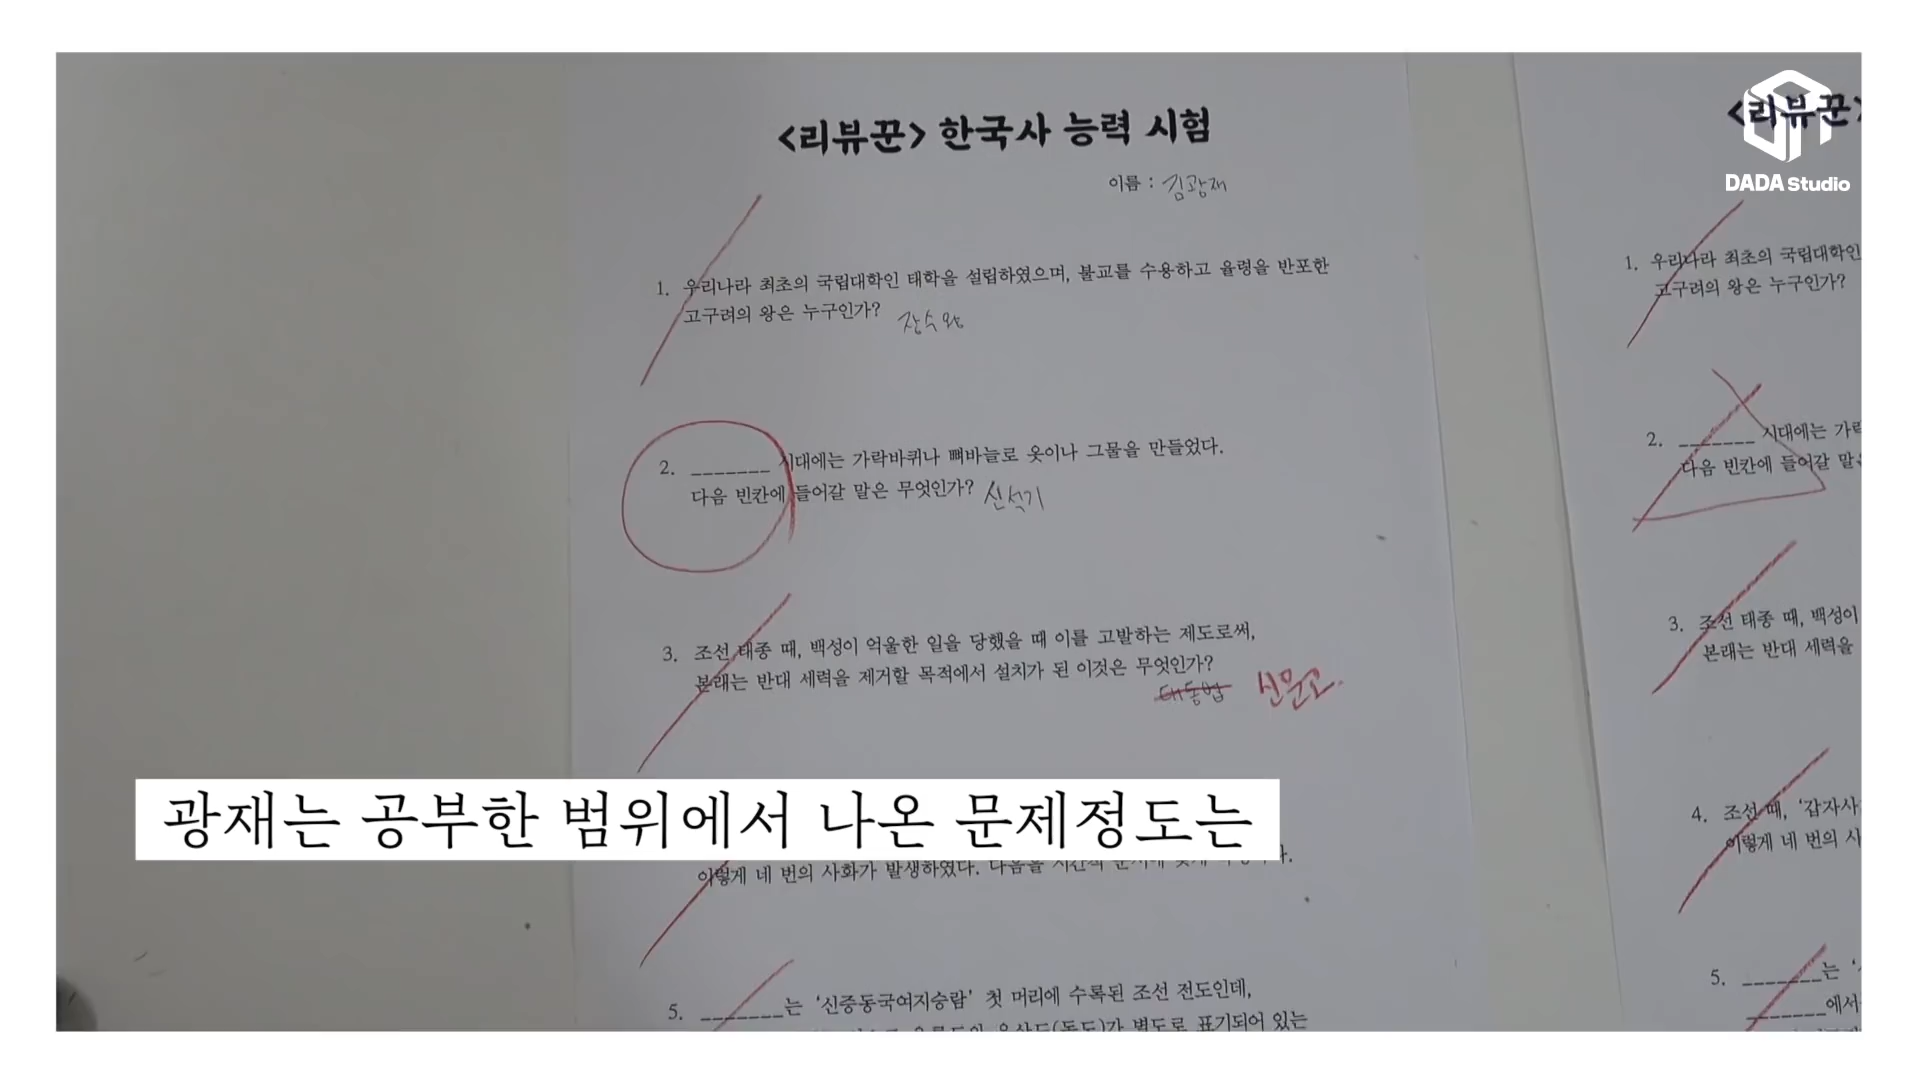 <리뷰꾼> 한국사 능력 시험
이름 : 김광재
1. 우리나라 최초의 국립대학인 태학을 설립하였으며, 불교를 수용하고 율령을 반포한
고구려의 왕은 누구인가? 장수왕
2. _______ 시대에는 가락바퀴나 뼈바늘로 옷이나 그물을 만들었다.
다음 빈칸에 들어갈 말은 무엇인가? 신석기
3. 조선 태종 때, 백성이 억울한 일을 당했을 때 이를 고발하는 제도로써,
본래는 반대 세력을 제거할 목적에서 설치가 된 이것은 무엇인가?
대동법 신문고.
광재는 공부한 범위에서 나온 문제정도는
이렇게 네 번의 사화가 발생하였다. 다음을
5. _______는 '신증동국여지승람' 첫 머리에 수록된 조선 전도인데,
별도로 표기되어 있는
<리뷰꾼>
DADA Studio
1. 우리나라 최초의 국립대학인
고구려의 왕은 누구인가?
2. _______ 시대에는
다음 빈칸에 들어갈
3. 조선 태종 때, 백성이
본래는 반대 세력을
4. 조선 때, '갑자사
이렇게 네 번의
5. _______는
_______에서